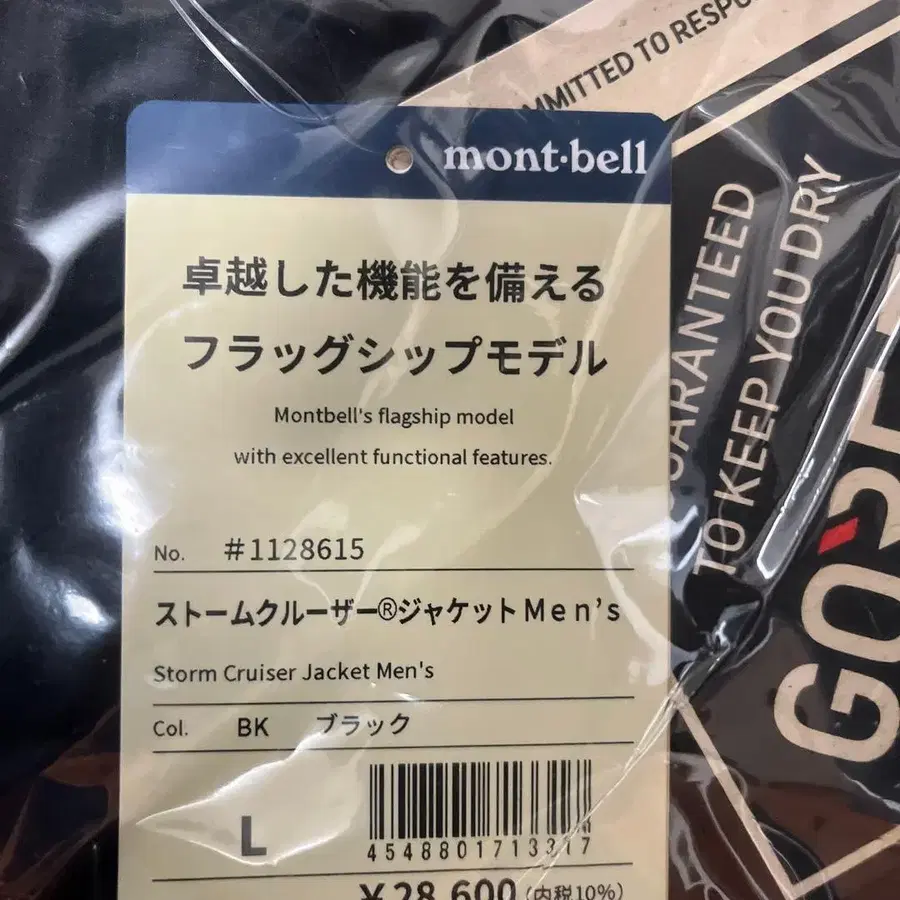 MMITTED TO RESPO
mont·bell
卓越した機能を備える
フラッグシップモデル
Montbell's flagship model
with excellent functional features.
No. #1128615
ストームクルーザー®ジャケットMen's
Storm Cruiser Jacket Men's
Col. BK ブラック
L
4548801713317
¥28,600(内税10%)
GUARANTEED
TO KEEP YOU DRY
GORE